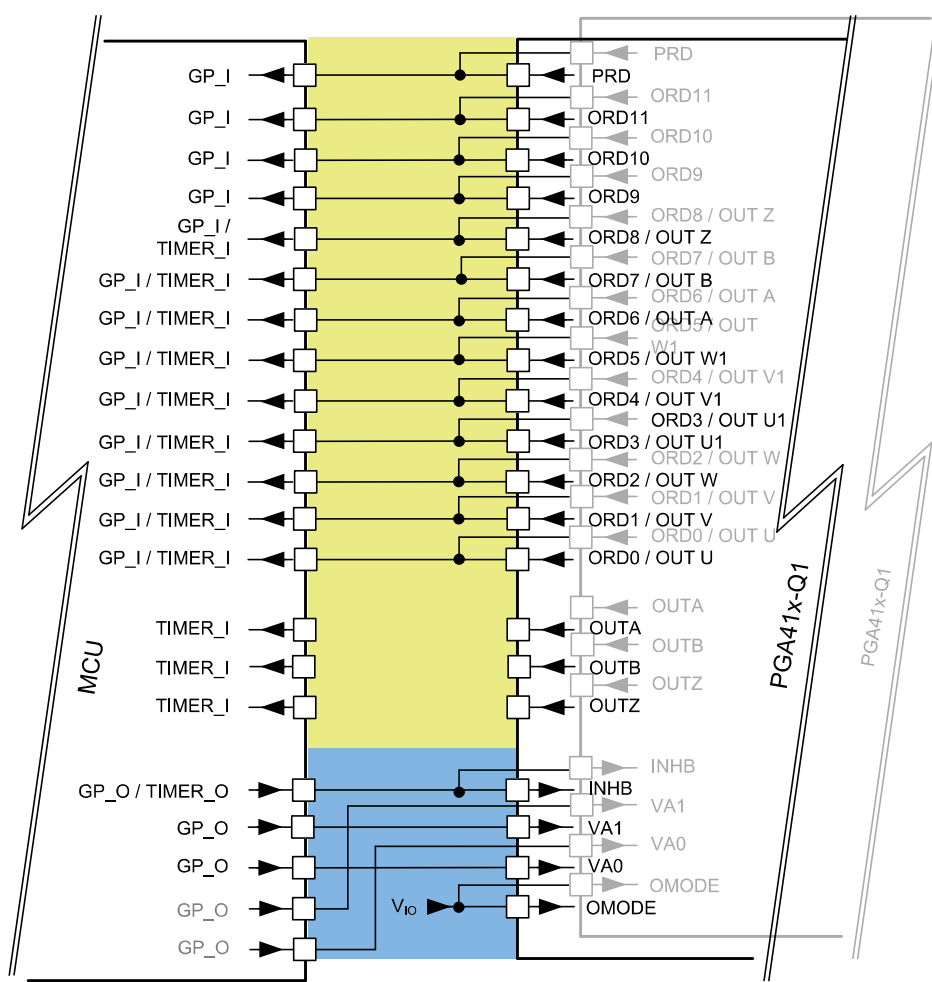 PRD
GP_I
PRD
ORD11
GP_I
ORD11
ORD10
GP_I
ORD10
ORD9
GP_I
ORD9
ORD8 / OUT Z
GP_I /
TIMER_I
ORD8 / OUT Z
ORD7 / OUT B
GP_I / TIMER_I
ORD7 / OUT B
ORD6 / OUT A
GP_I / TIMER_I
ORD6 / OUT A
ORD5 / OUT
W1
GP_I / TIMER_I
ORD5 / OUT W1
ORD4 / OUT V1
GP_I / TIMER_I
ORD4 / OUT V1
ORD3 / OUT U1
GP_I / TIMER_I
ORD3 / OUT U1
ORD2 / OUT W
GP_I / TIMER_I
ORD2 / OUT W
ORD1 / OUT V
GP_I / TIMER_I
ORD1 / OUT V
ORD0 / OUT U
GP_I / TIMER_I
ORD0 / OUT U
OUTA
TIMER_I
OUTA
OUTB
TIMER_I
OUTB
OUTZ
TIMER_I
OUTZ
MCU
PGA41x-Q1
PGA41x-Q1
INHB
GP_O / TIMER_O
INHB
VA1
GP_O
VA1
VA0
GP_O
VA0
OMODE
GP_O
VIO
OMODE
GP_O